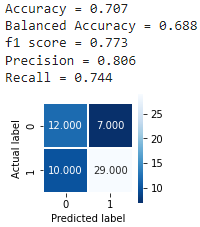 Accuracy = 0.707
Balanced Accuracy = 0.688
f1 score = 0.773
Precision = 0.806
Recall = 0.744
25
0
12.000
7.000
20
Actual label
15
1
10.000
29.000
10
0
1
Predicted label